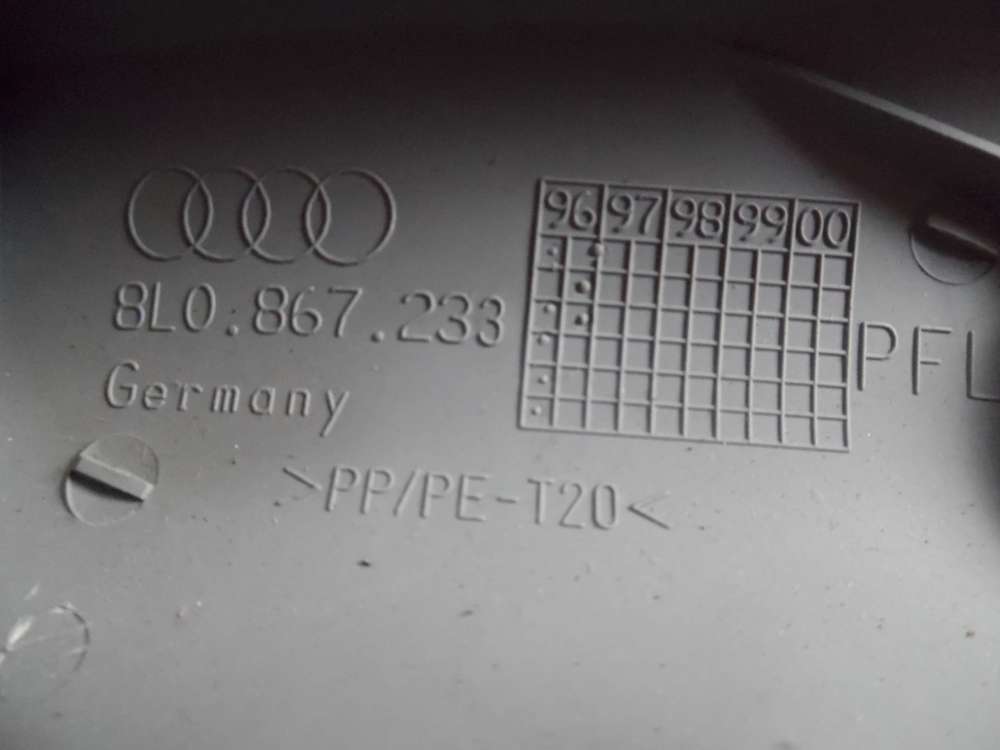 8L0.867.233
Germany
>PP/PE-T20<
96 97 98 99 00
PFL